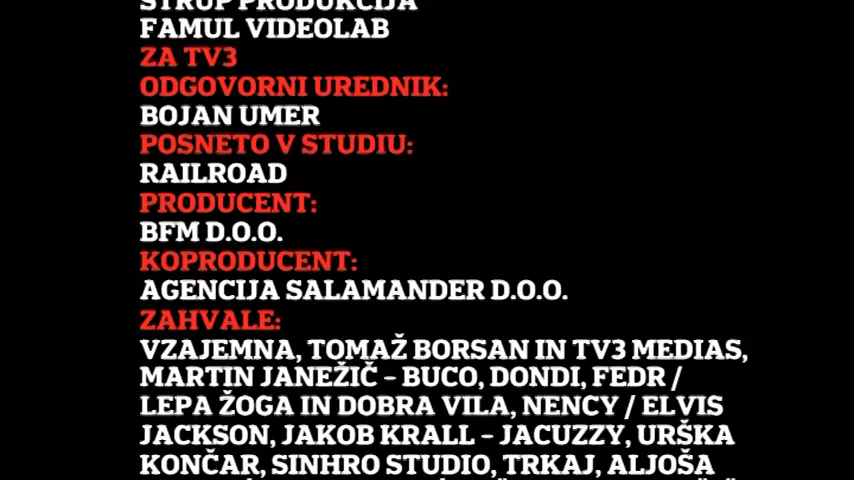 STRUP PRODUKCIJA
FAMUL VIDEOLAB
ZA TV3
ODGOVORNI UREDNIK:
BOJAN UMER
POSNETO V STUDIU:
RAILROAD
PRODUCENT:
BFM D.O.O.
KOPRODUCENT:
AGENCIJA SALAMANDER D.O.O.
ZAHVALE:
VZAJEMNA, TOMAŽ BORSAN IN TV3 MEDIAS,
MARTIN JANEŽIČ – BUCO, DONDI, FEDR /
LEPA ŽOGA IN DOBRA VILA, NENCY / ELVIS
JACKSON, JAKOB KRALL – JACUZZY, URŠKA
KONČAR, SINHRO STUDIO, TRKAJ, ALJOŠA